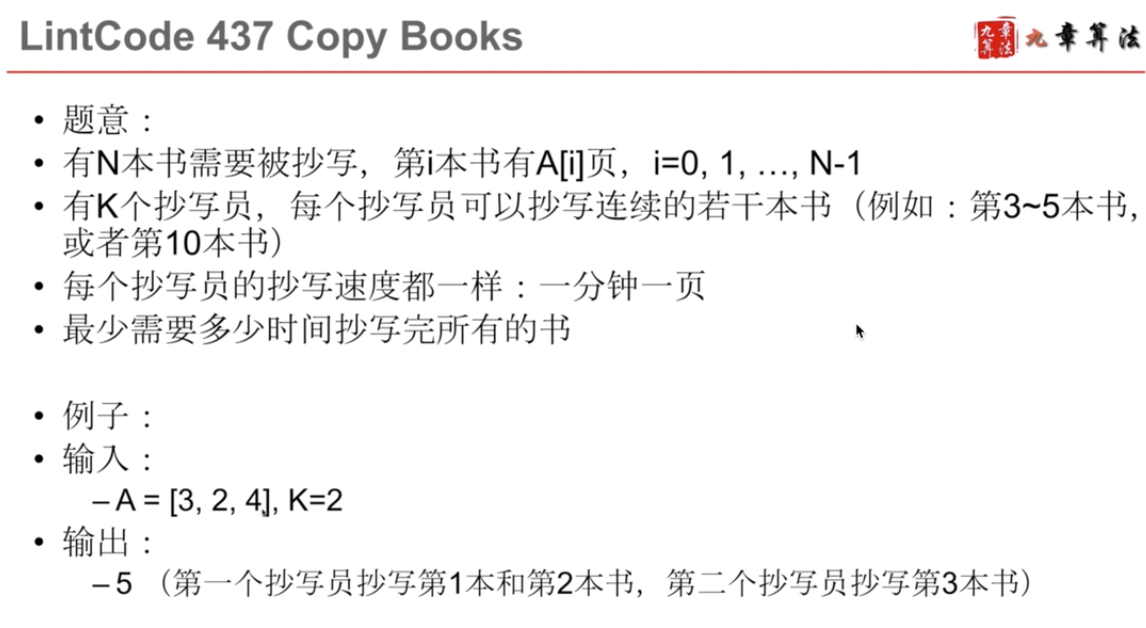 LintCode 437 Copy Books
九章算法 九章算法
• 题意：
• 有N本书需要被抄写，第i本书有A[i]页，i=0, 1, …, N-1
• 有K个抄写员，每个抄写员可以抄写连续的若干本书（例如：第3~5本书，
或者第10本书）
• 每个抄写员的抄写速度都一样：一分钟一页
• 最少需要多少时间抄写完所有的书
• 例子：
• 输入：
– A = [3, 2, 4], K=2
• 输出：
– 5 （第一个抄写员抄写第1本和第2本书，第二个抄写员抄写第3本书）